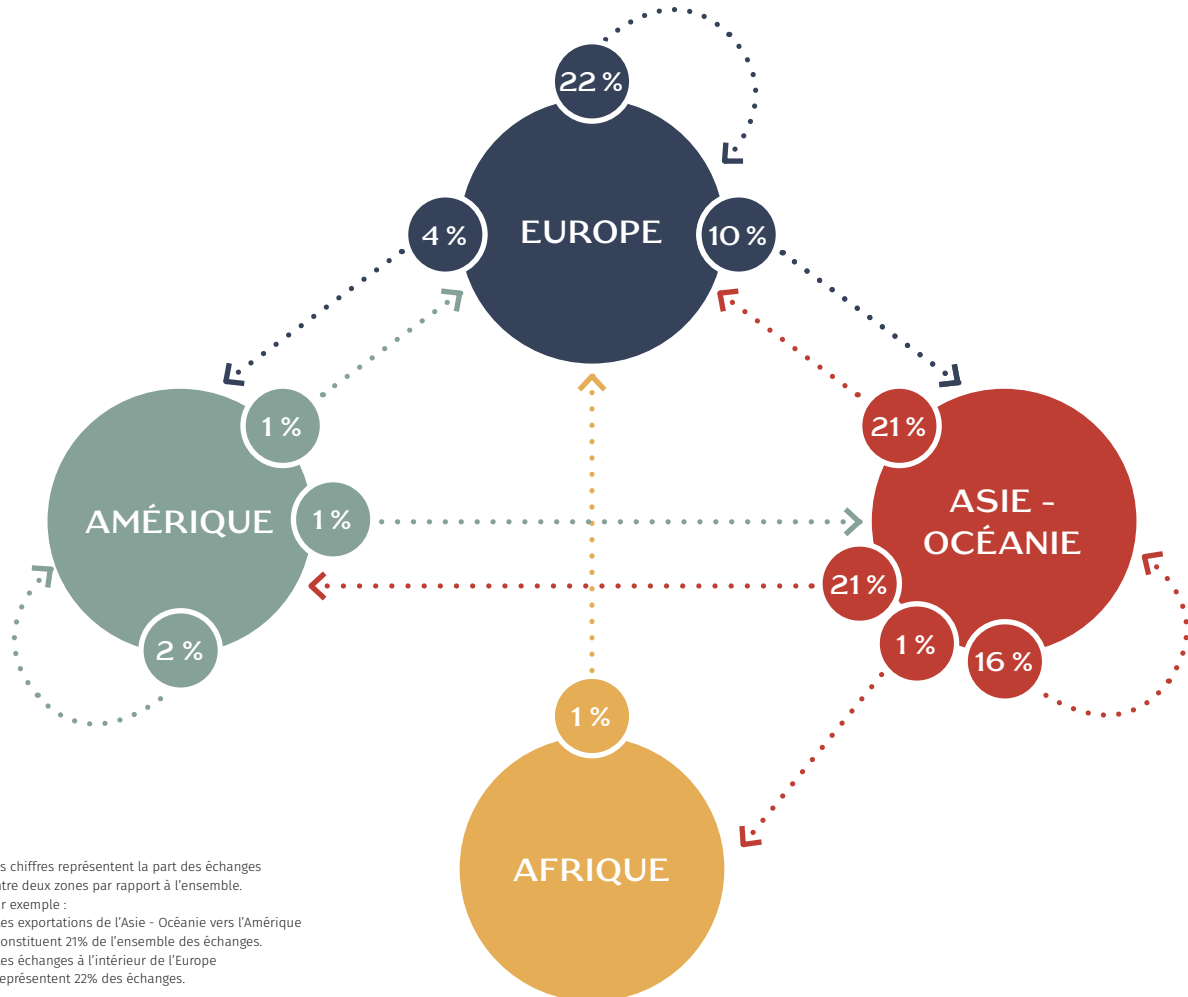 22 %
4 %
EUROPE
10 %
1 %
21 %
AMÉRIQUE
1 %
ASIE -
OCÉANIE
21 %
1 %
2 %
16 %
1 %
AFRIQUE
s chiffres représentent la part des échanges
ntre deux zones par rapport à l’ensemble.
r exemple :
es exportations de l’Asie - Océanie vers l’Amérique
onstituent 21% de l’ensemble des échanges.
es échanges à l’intérieur de l’Europe
eprésentent 22% des échanges.